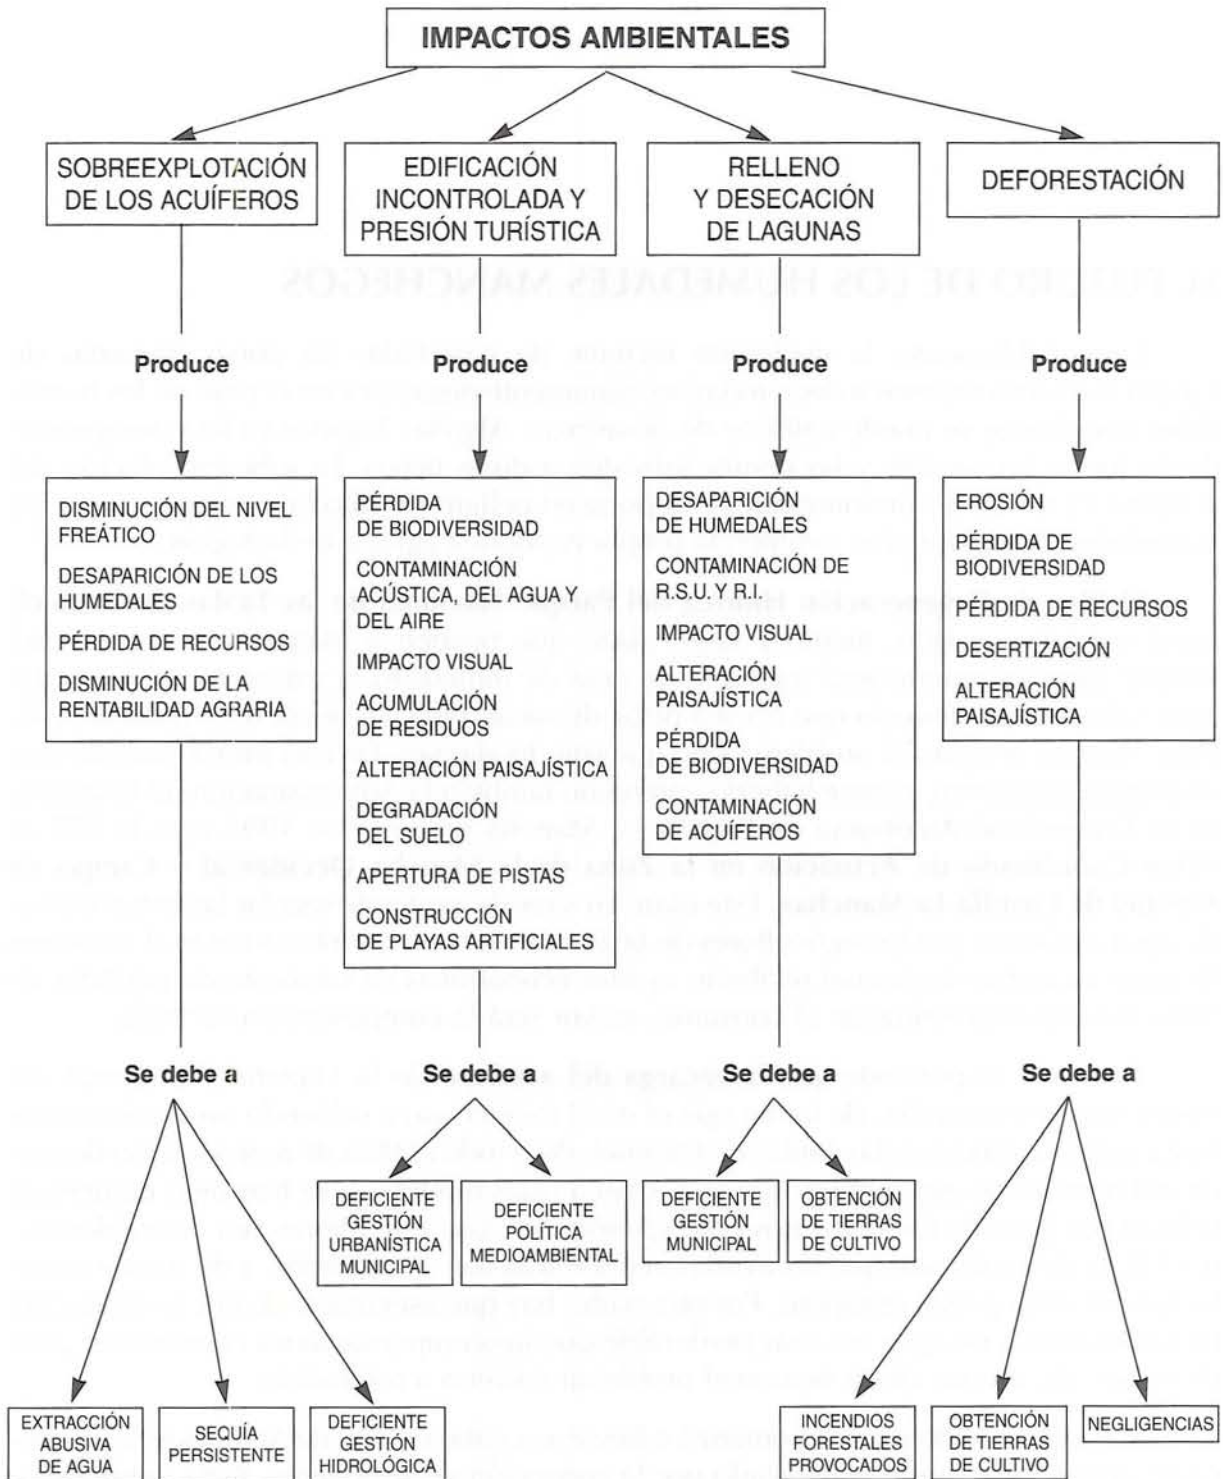 IMPACTOS AMBIENTALES
SOBREEXPLOTACIÓN
DE LOS ACUÍFEROS
EDIFICACIÓN
INCONTROLADA Y
PRESIÓN TURÍSTICA
RELLENO
Y DESECACIÓN
DE LAGUNAS
DEFORESTACIÓN
Produce
Produce
Produce
Produce
DISMINUCIÓN DEL NIVEL
FREÁTICO
DESAPARICIÓN DE LOS
HUMEDALES
PÉRDIDA DE RECURSOS
DISMINUCIÓN DE LA
RENTABILIDAD AGRARIA
PÉRDIDA
DE BIODIVERSIDAD
CONTAMINACIÓN
ACÚSTICA, DEL AGUA Y
DEL AIRE
IMPACTO VISUAL
ACUMULACIÓN
DE RESIDUOS
ALTERACIÓN PAISAJÍSTICA
DEGRADACIÓN
DEL SUELO
APERTURA DE PISTAS
CONSTRUCCIÓN
DE PLAYAS ARTIFICIALES
DESAPARICIÓN
DE HUMEDALES
CONTAMINACIÓN DE
R.S.U. Y R.I.
IMPACTO VISUAL
ALTERACIÓN
PAISAJÍSTICA
PÉRDIDA
DE BIODIVERSIDAD
CONTAMINACIÓN
DE ACUÍFEROS
EROSIÓN
PÉRDIDA DE
BIODIVERSIDAD
PÉRDIDA DE RECURSOS
DESERTIZACIÓN
ALTERACIÓN
PAISAJÍSTICA
Se debe a
Se debe a
Se debe a
Se debe a
DEFICIENTE
GESTIÓN
URBANÍSTICA
MUNICIPAL
DEFICIENTE
POLÍTICA
MEDIOAMBIENTAL
DEFICIENTE
GESTIÓN
MUNICIPAL
OBTENCIÓN
DE TIERRAS
DE CULTIVO
EXTRACCIÓN
ABUSIVA
DE AGUA
SEQUÍA
PERSISTENTE
DEFICIENTE
GESTIÓN
HIDROLÓGICA
INCENDIOS
FORESTALES
PROVOCADOS
OBTENCIÓN
DE TIERRAS
DE CULTIVO
NEGLIGENCIAS